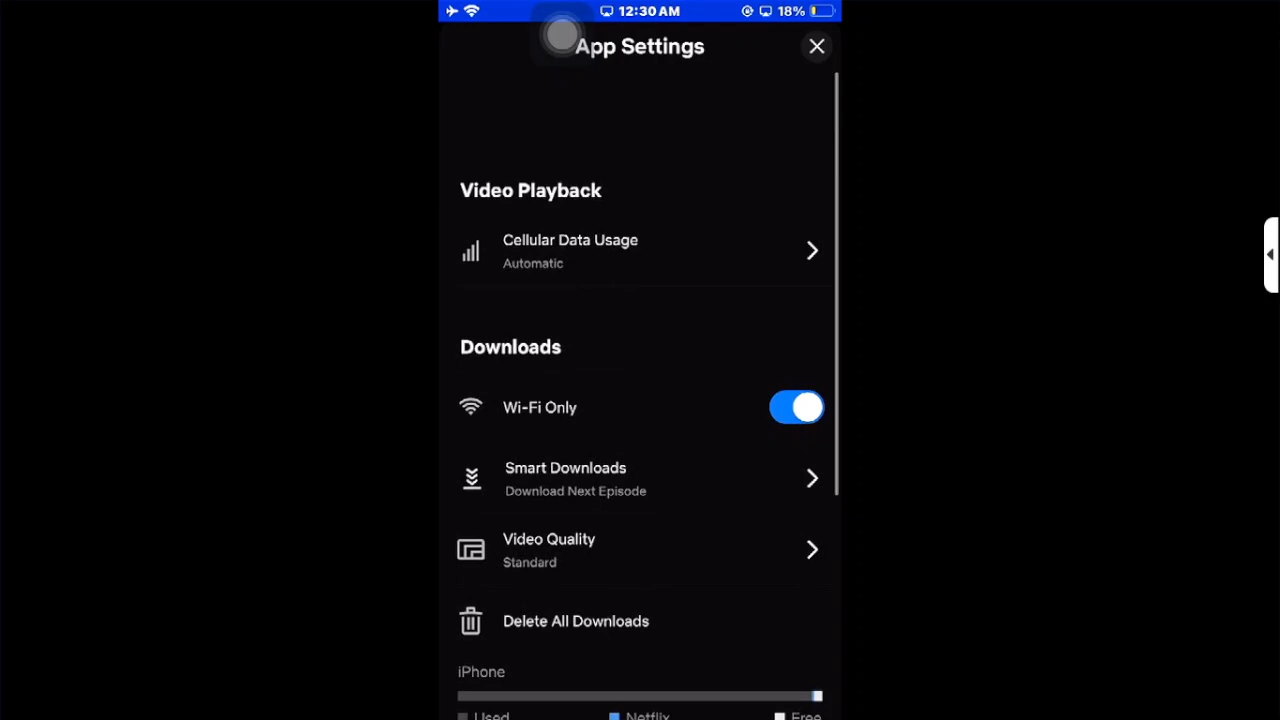 12:30 AM
18%
App Settings
Video Playback
Cellular Data Usage
Automatic
Downloads
Wi-Fi Only
Smart Downloads
Download Next Episode
Video Quality
Standard
Delete All Downloads
iPhone
Used Netflix Free